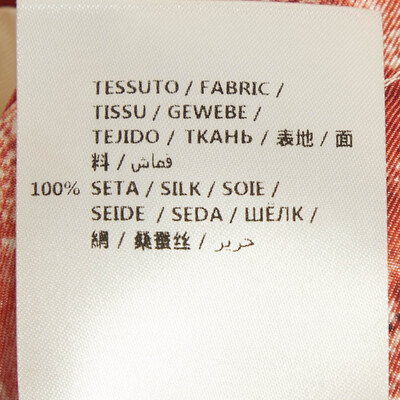 TESSUTO / FABRIC /
TISSU / GEWEBE /
TEJIDO / ТКАНЬ / 表地 / 面
料 / قماش /
100% SETA / SILK / SOIE /
SEIDE / SEDA / ШЁЛК /
絹 / 桑蚕丝 / حرير